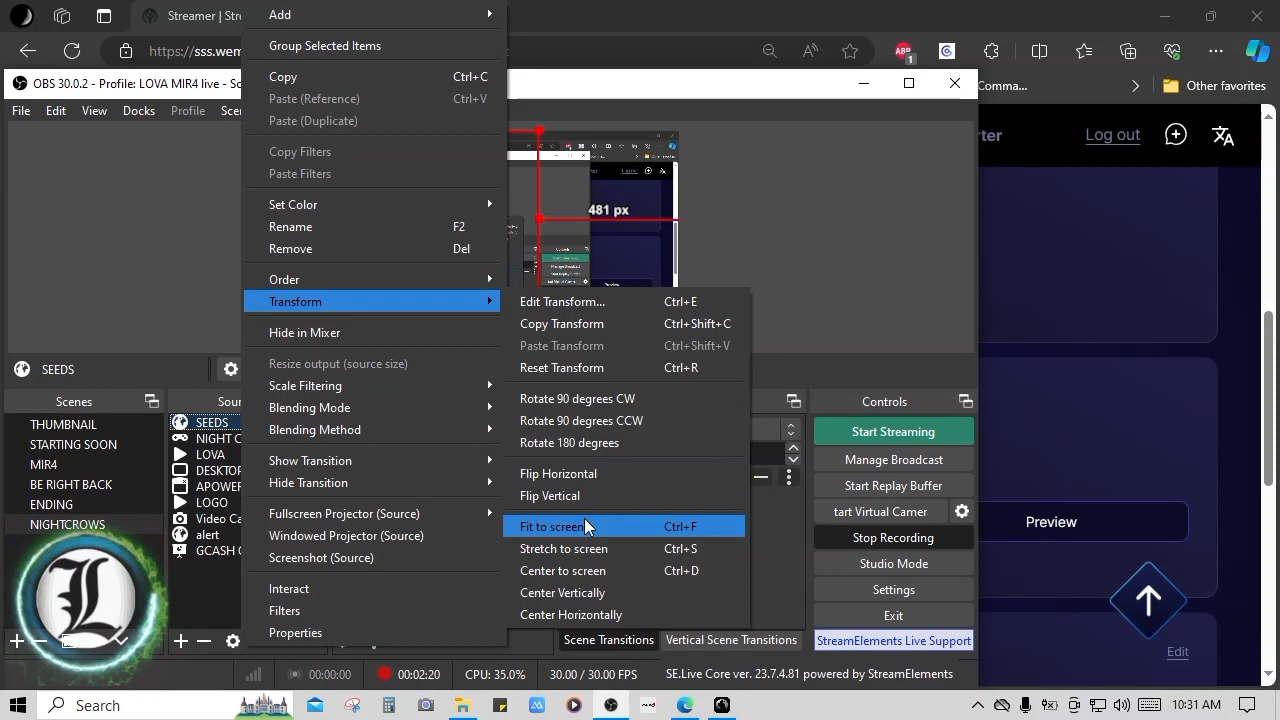 Streamer | Str
https://sss.wem
Comma...
Other favorites
OBS 30.0.2 - Profile: LOVA MIR4 live - Sc
File
Edit
View
Docks
Profile
Scen
Add
Group Selected Items
Copy Ctrl+C
Paste (Reference) Ctrl+V
Paste (Duplicate)
Copy Filters
Paste Filters
Set Color
Rename F2
Remove Del
Order
Transform
Hide in Mixer
Resize output (source size)
Scale Filtering
Blending Mode
Blending Method
Show Transition
Hide Transition
Fullscreen Projector (Source)
Windowed Projector (Source)
Screenshot (Source)
Interact
Filters
Properties
Edit Transform... Ctrl+E
Copy Transform Ctrl+Shift+C
Paste Transform Ctrl+Shift+V
Reset Transform Ctrl+R
Rotate 90 degrees CW
Rotate 90 degrees CCW
Rotate 180 degrees
Flip Horizontal
Flip Vertical
Fit to screen Ctrl+F
Stretch to screen Ctrl+S
Center to screen Ctrl+D
Center Vertically
Center Horizontally
481 px
rter
Log out
SEEDS
Scenes
THUMBNAIL
STARTING SOON
MIR4
BE RIGHT BACK
ENDING
NIGHTCROWS
Sour
SEEDS
NIGHT C
LOVA
DESKTOP
APOWER
LOGO
Video Ca
alert
GCASH
Scene Transitions
Vertical Scene Transitions
Controls
Start Streaming
Manage Broadcast
Start Replay Buffer
tart Virtual Camer
Stop Recording
Studio Mode
Settings
Exit
StreamElements Live Support
Preview
Edit
00:00:00
00:02:20
CPU: 35.0%
30.00 / 30.00 FPS
SE.Live Core ver. 23.7.4.81 powered by StreamElements
Search
10:31 AM